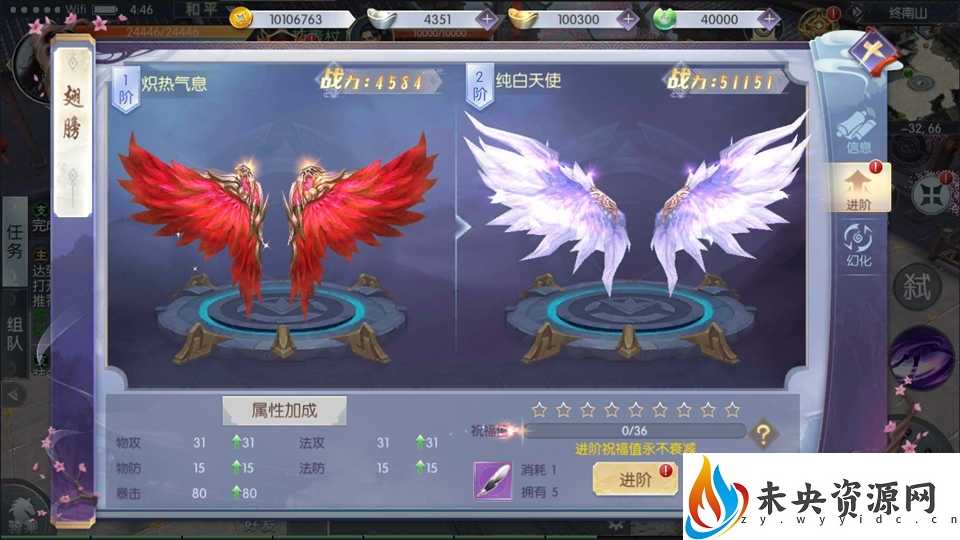 Wifi 4:46 和平 10106763 4351 100300 40000 终南山
24446/24446 10000/10000
翅膀
1阶 炽热气息 战力:4584
2阶 纯白天使 战力:51151
信息
进阶
幻化
-32,66
任务
组队
弑
属性加成
物攻 31 31 法攻 31 31
物防 15 15 法防 15 15
暴击 80 80
祝福值 0/36 ?
进阶祝福值永不衰减
消耗 1
拥有 5
进阶
未央资源网
zy.wyyidc.cn